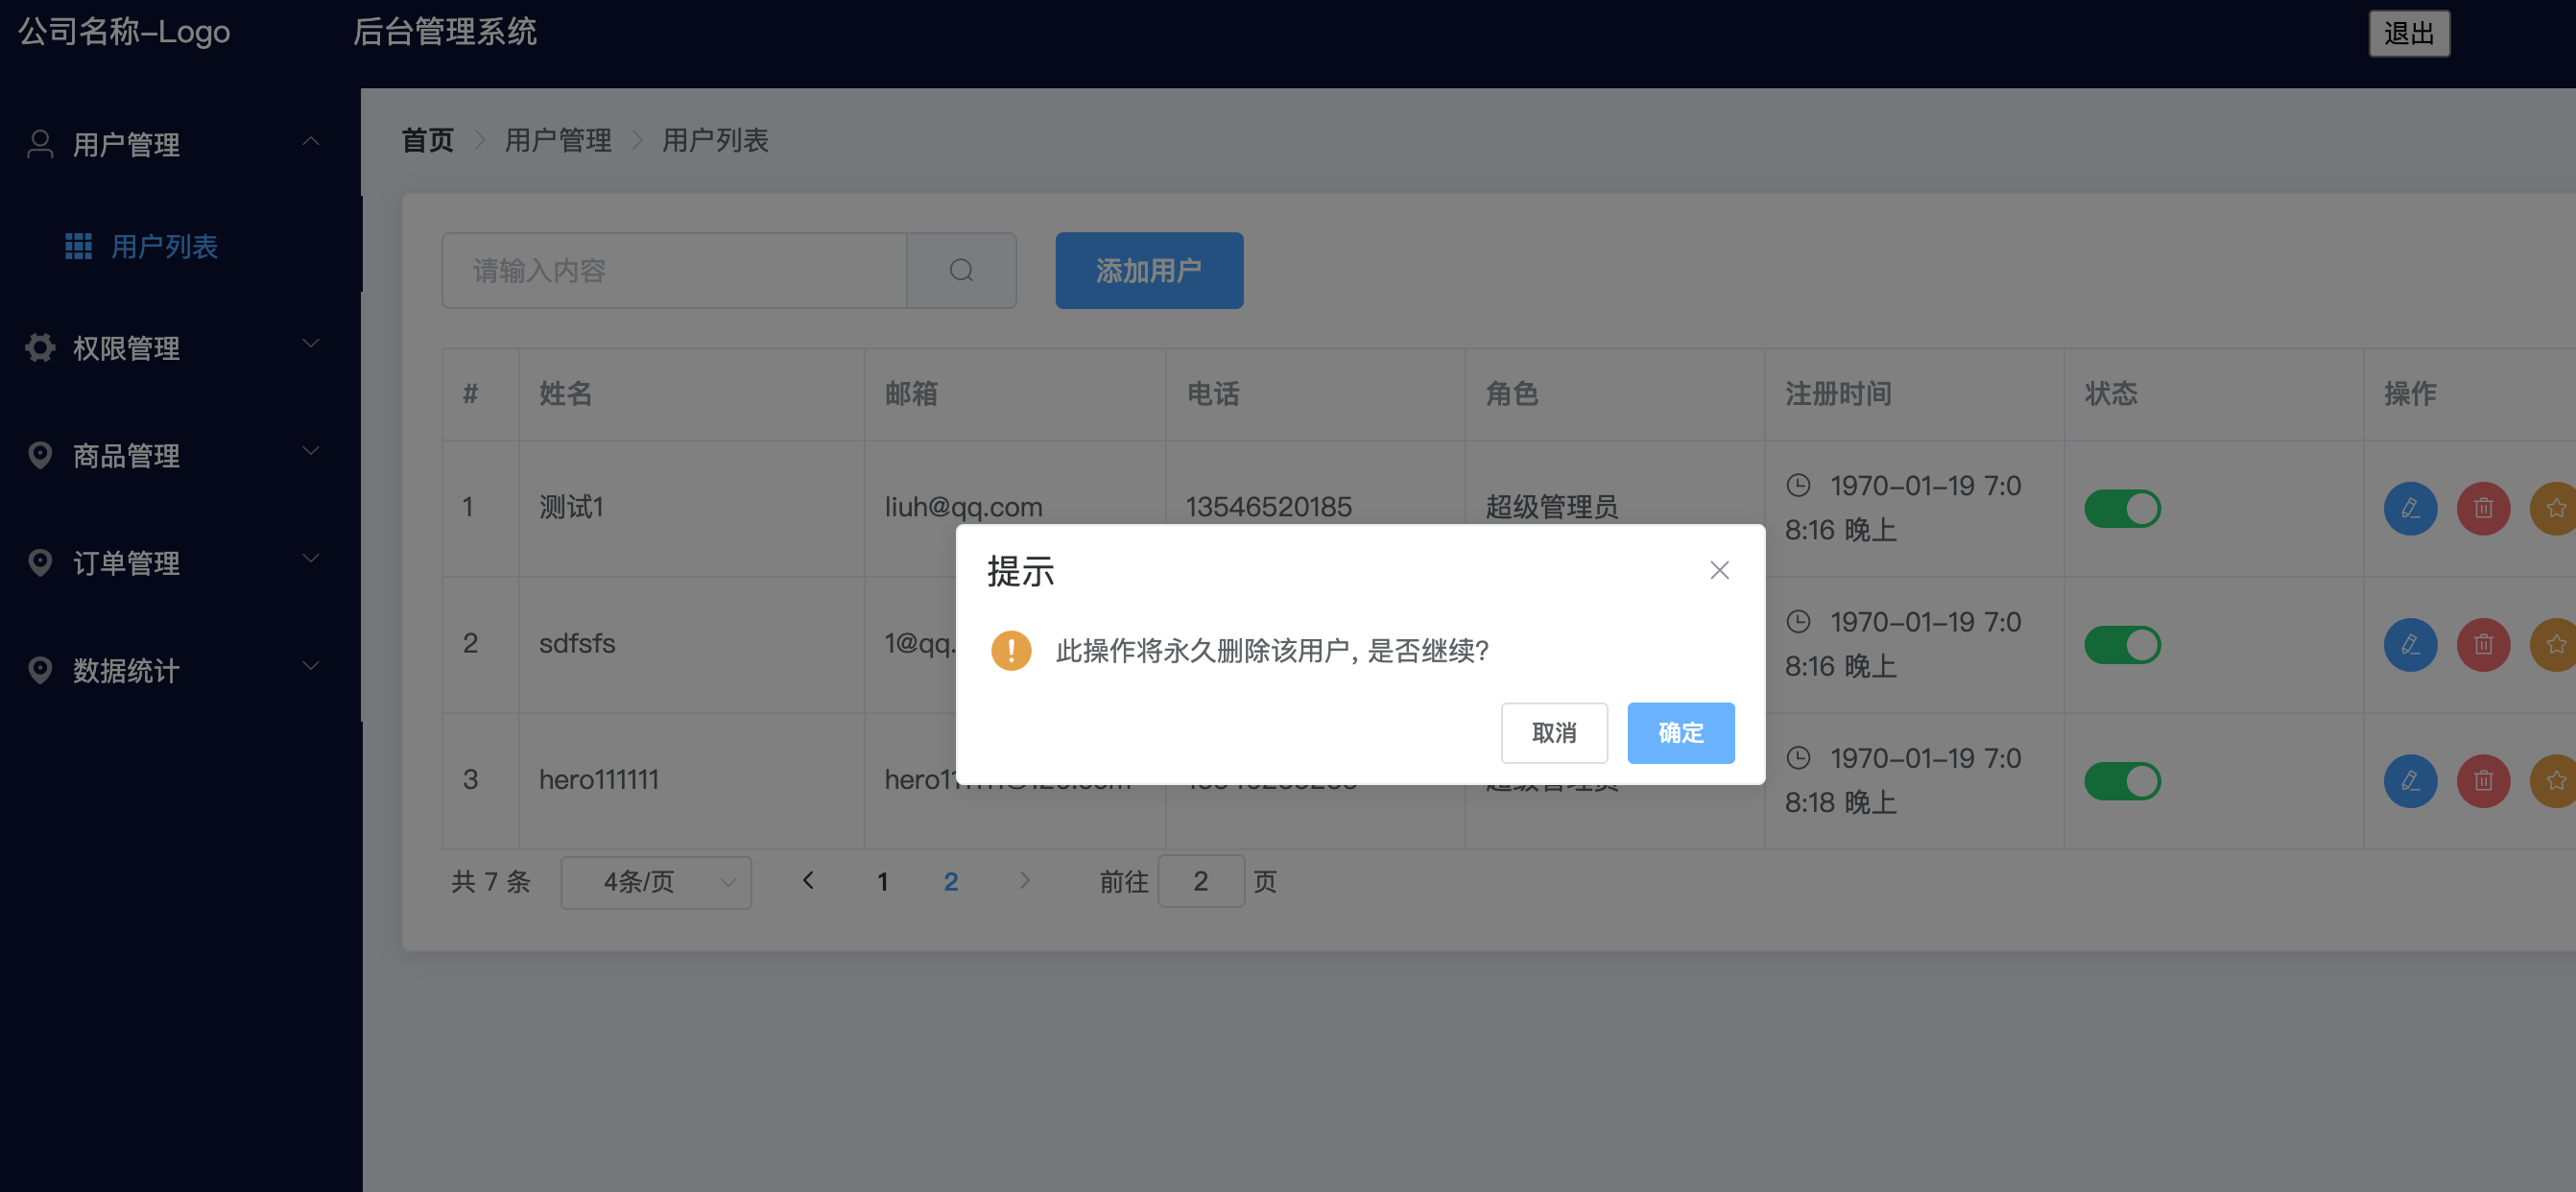 公司名称-Logo
后台管理系统
退出
用户管理
用户列表
权限管理
商品管理
订单管理
数据统计
首页 > 用户管理 > 用户列表
请输入内容
添加用户
# 姓名 邮箱 电话 角色 注册时间 状态 操作
1 测试1 liuh@qq.com 13546520185 超级管理员 1970-01-19 7:0
8:16 晚上
2 sdfsfs 1@qq. 1970-01-19 7:0
8:16 晚上
3 hero111111 1970-01-19 7:0
8:18 晚上
提示
此操作将永久删除该用户, 是否继续?
取消 确定
共 7 条 4条/页 1 2 前往 2 页